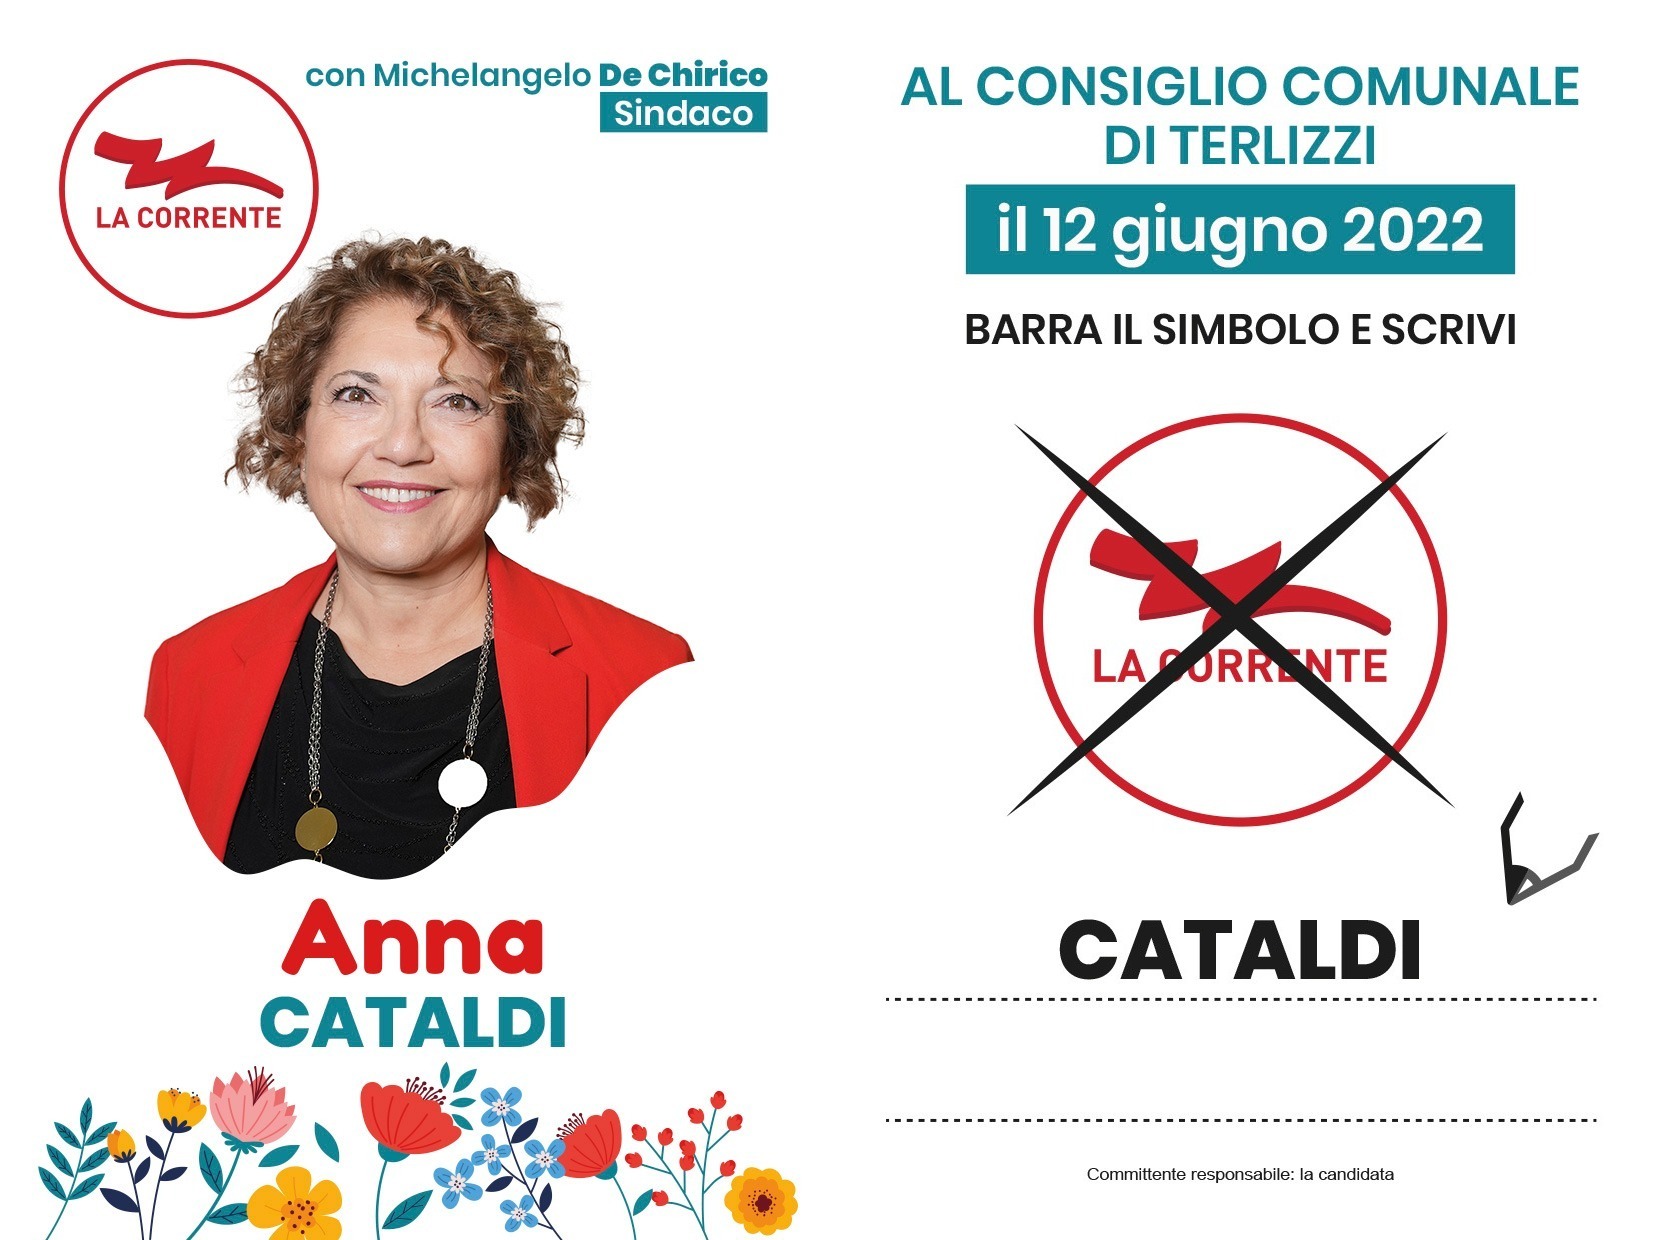 con Michelangelo De Chirico
Sindaco
LA CORRENTE
Anna
CATALDI
AL CONSIGLIO COMUNALE
DI TERLIZZI
il 12 giugno 2022
BARRA IL SIMBOLO E SCRIVI
LA CORRENTE
CATALDI
Committente responsabile: la candidata